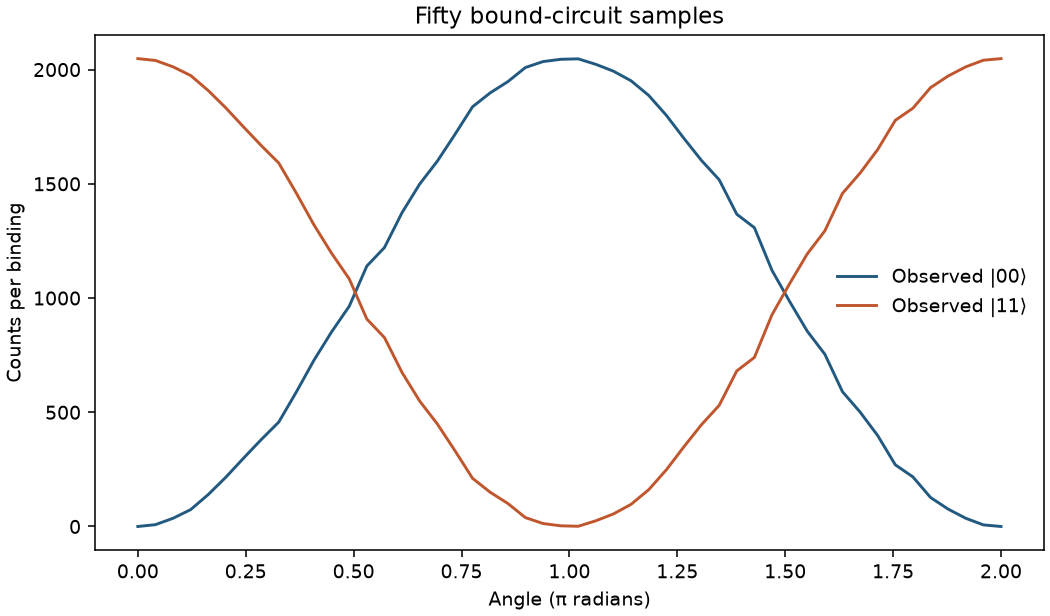 Fifty bound-circuit samples
Counts per binding
2000
1500
1000
500
0
Observed |00⟩
Observed |11⟩
0.00 0.25 0.50 0.75 1.00 1.25 1.50 1.75 2.00
Angle (π radians)